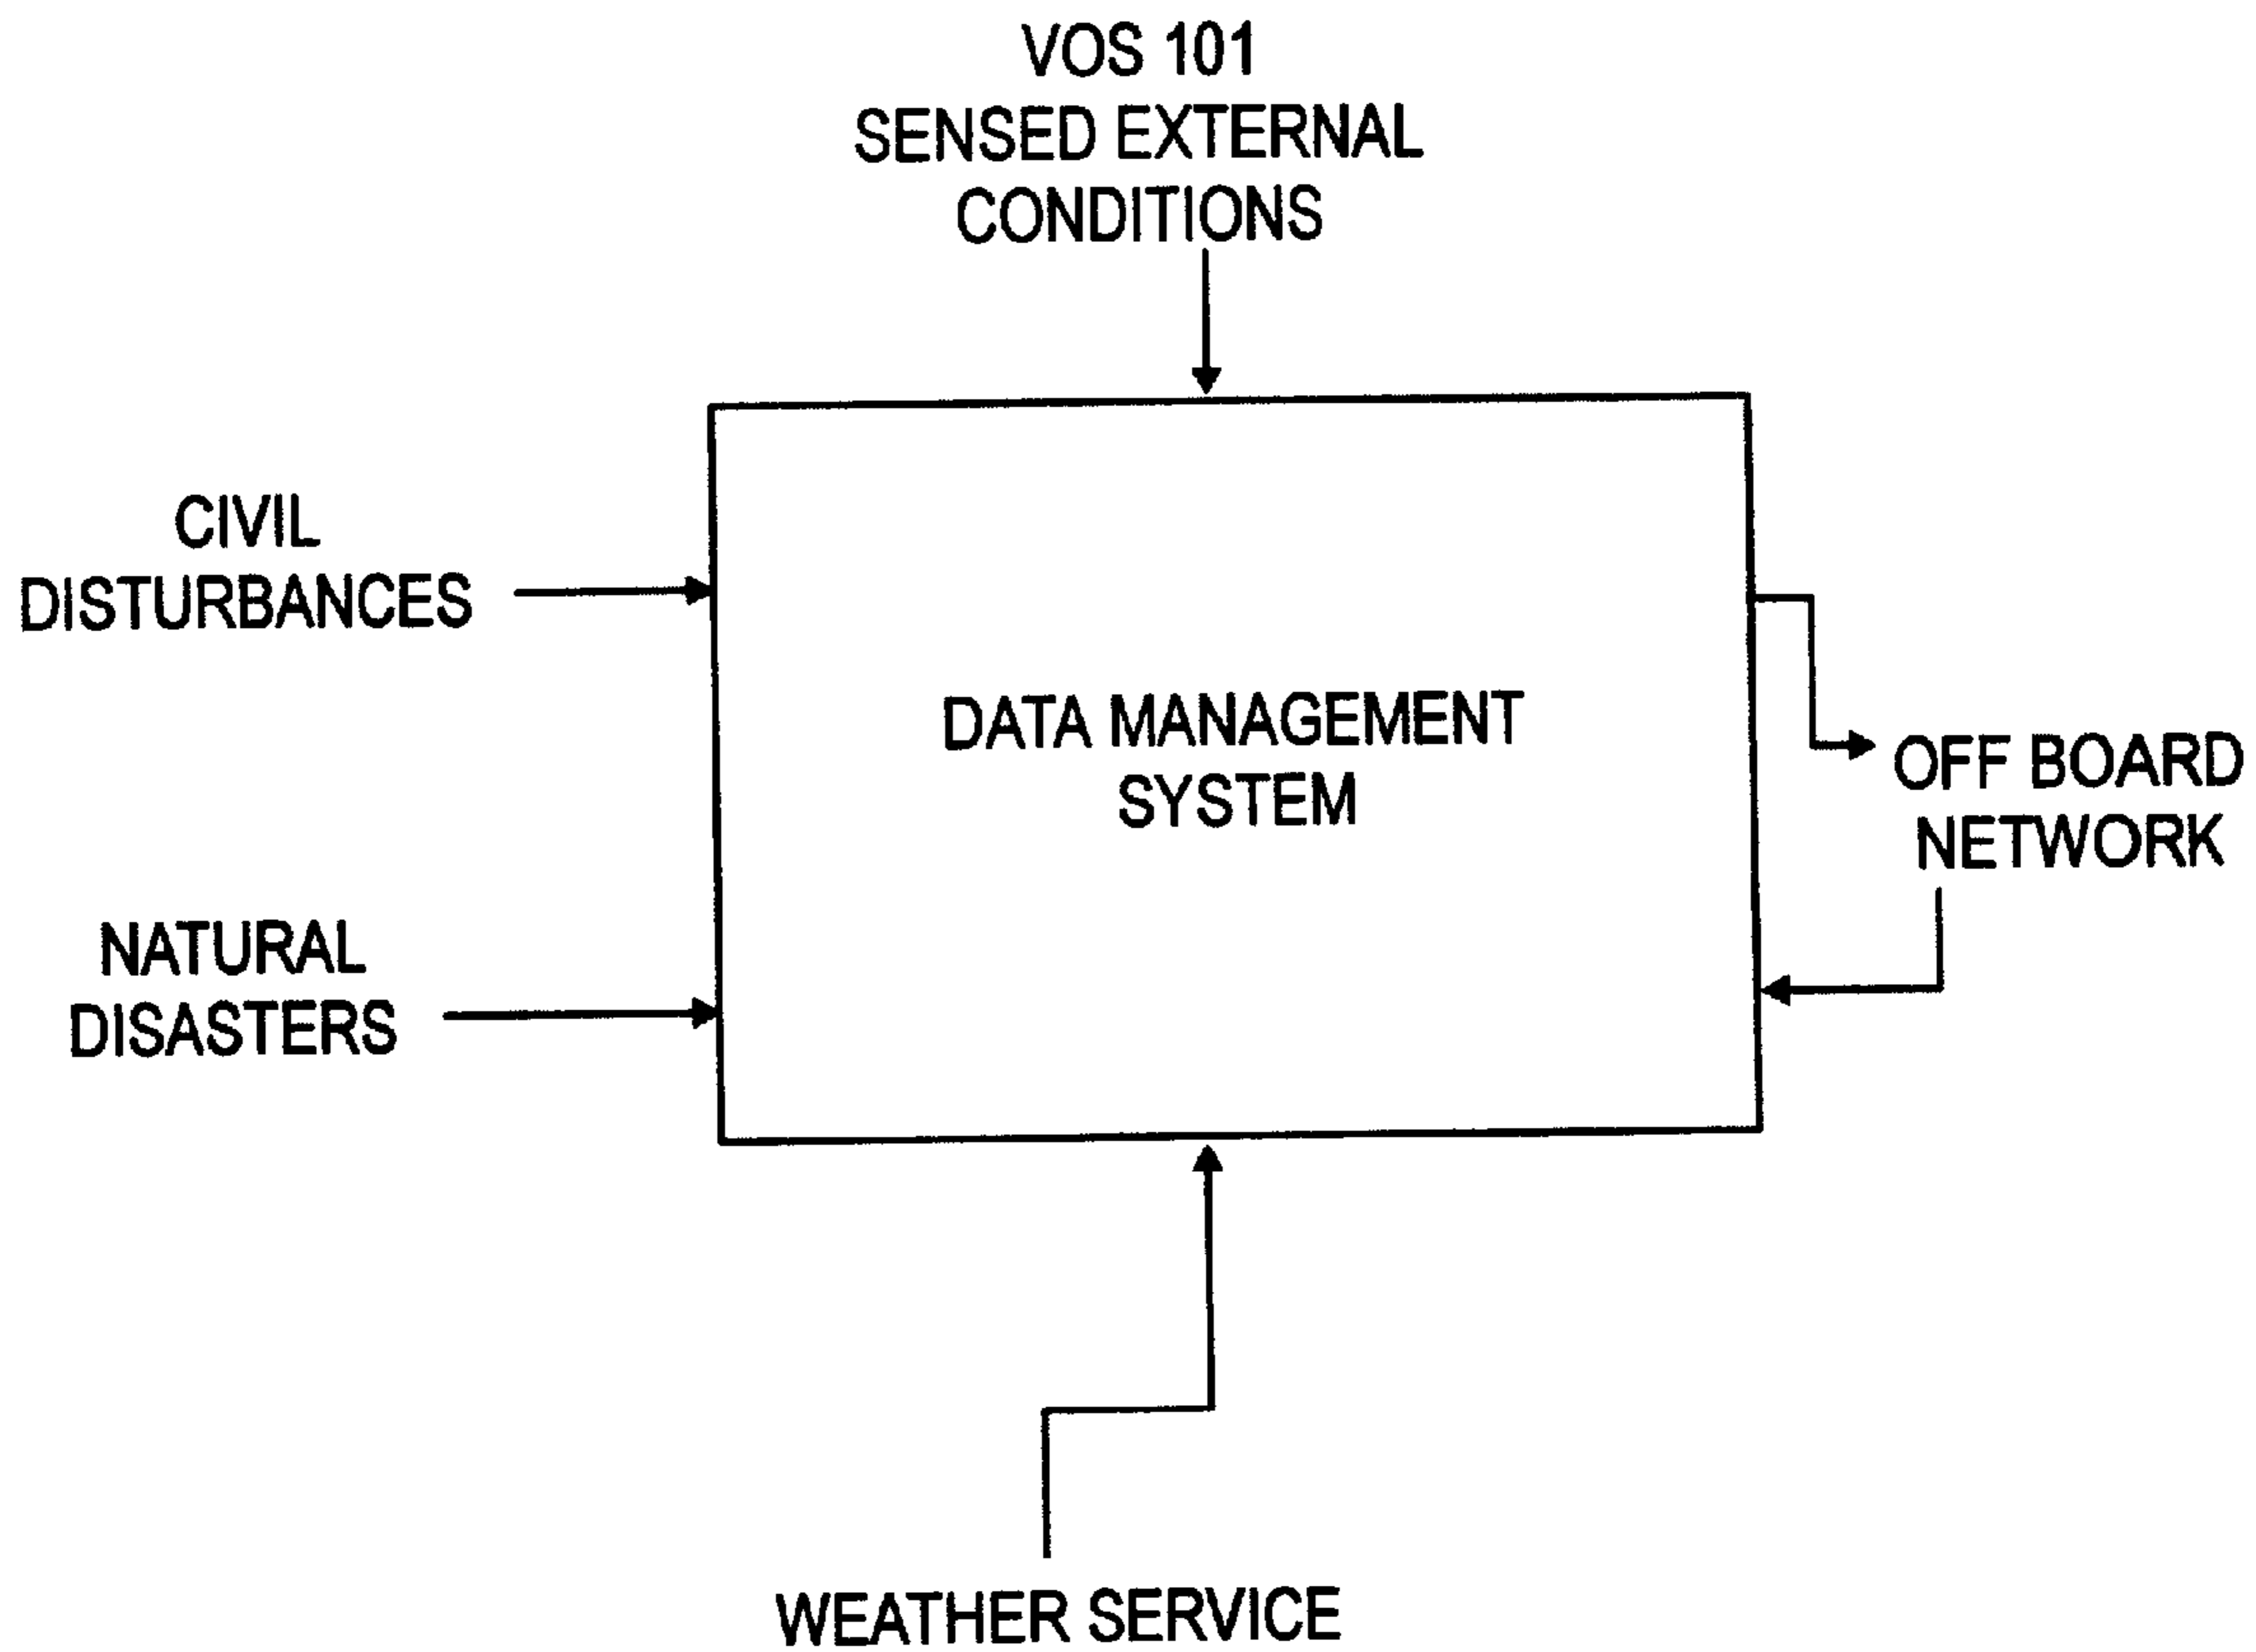 VOS 101
SENSED EXTERNAL
CONDITIONS
CIVIL
DISTURBANCES
DATA MANAGEMENT
SYSTEM
OFF BOARD
NETWORK
NATURAL
DISASTERS
WEATHER SERVICE